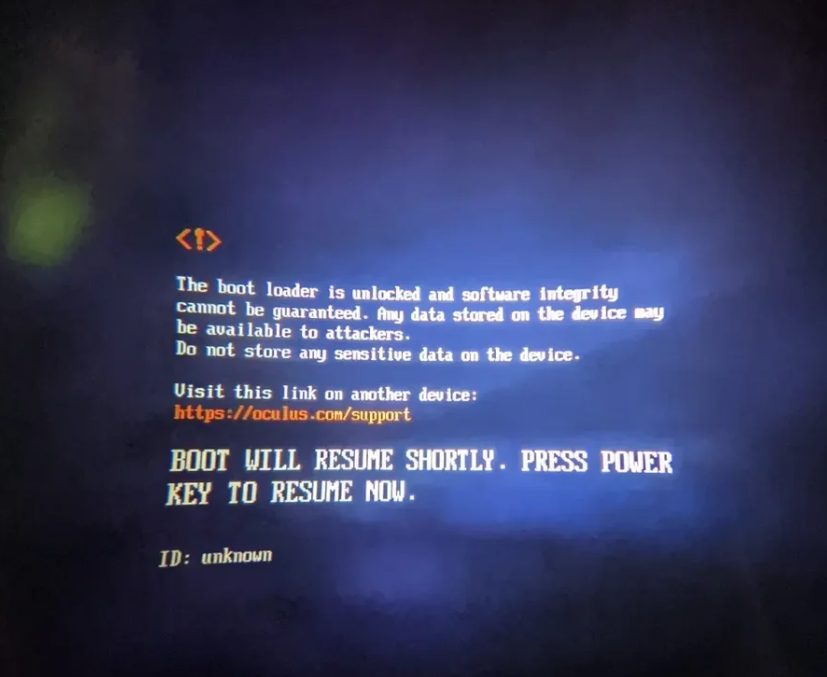 <!>
The boot loader is unlocked and software integrity
cannot be guaranteed. Any data stored on the device may
be available to attackers.
Do not store any sensitive data on the device.
Visit this link on another device:
https://oculus.com/support
BOOT WILL RESUME SHORTLY. PRESS POWER
KEY TO RESUME NOW.
ID: unknown